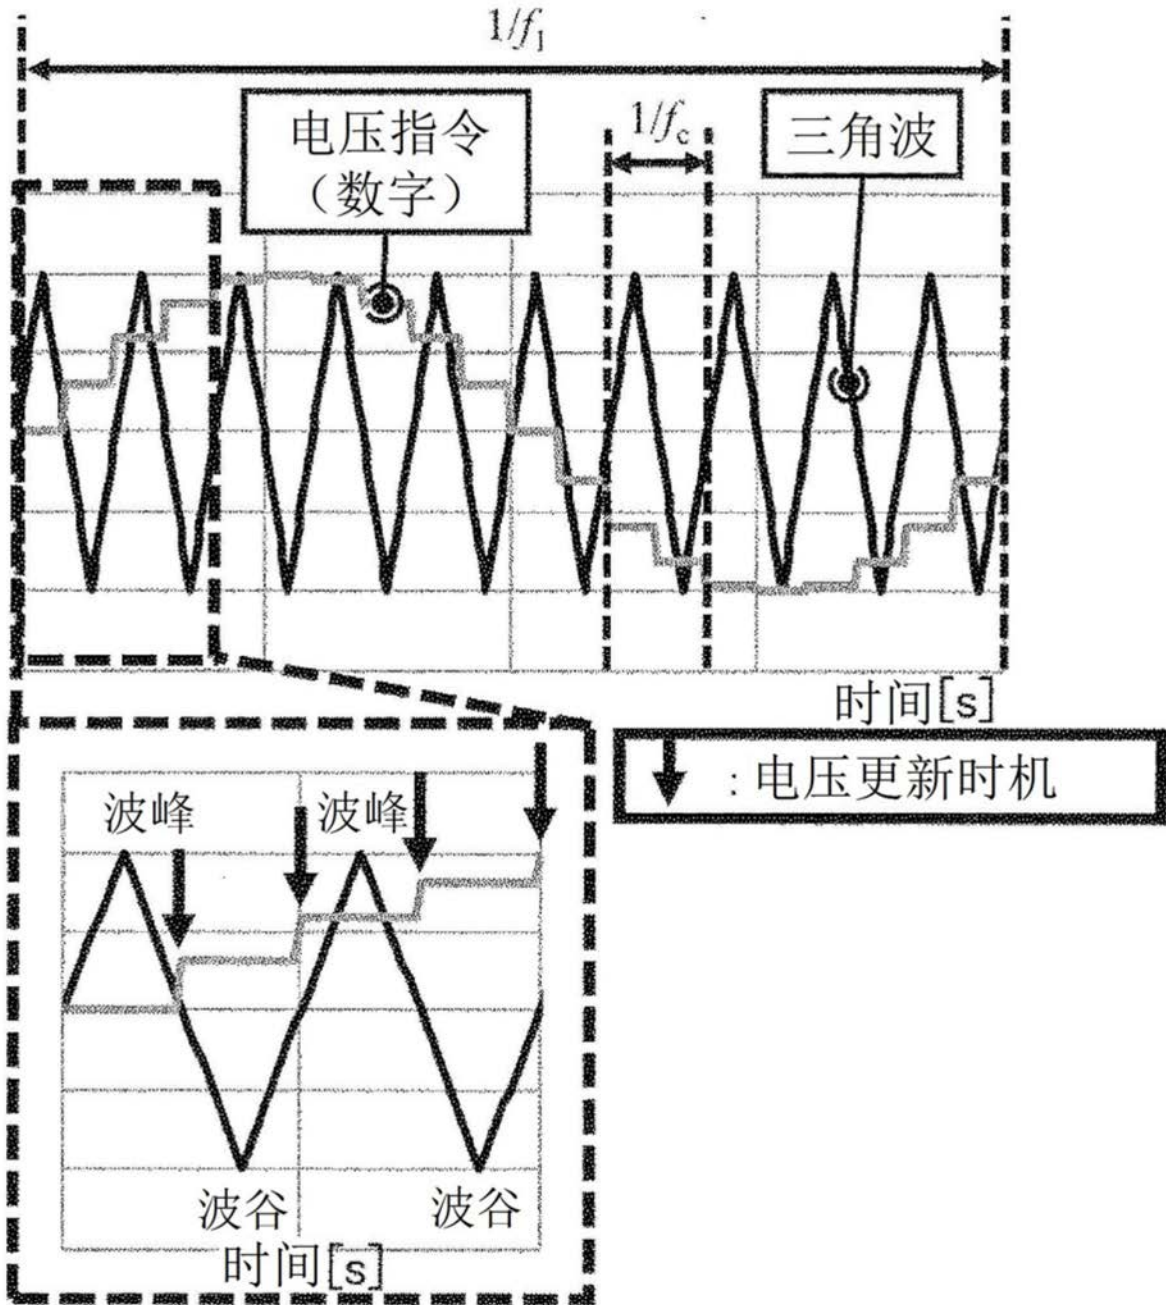 1/f₁
电压指令
（数字）
1/fc
三角波
时间[s]
：电压更新时机
波峰
波峰
波谷
波谷
时间[s]